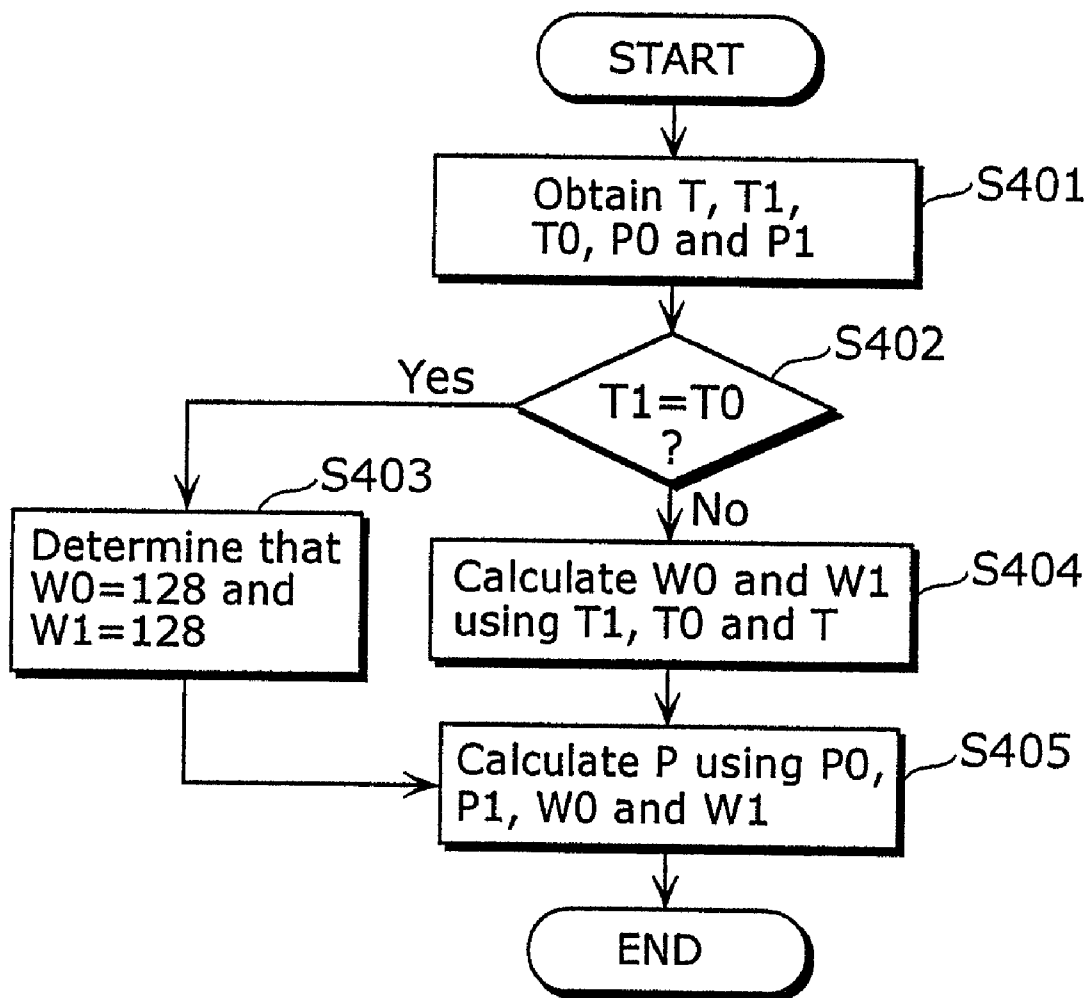 START
S401
Obtain T, T1,
T0, P0 and P1
S402
Yes
T1=T0
?
S403
No
Determine that
W0=128 and
W1=128
S404
Calculate W0 and W1
using T1, T0 and T
S405
Calculate P using P0,
P1, W0 and W1
END